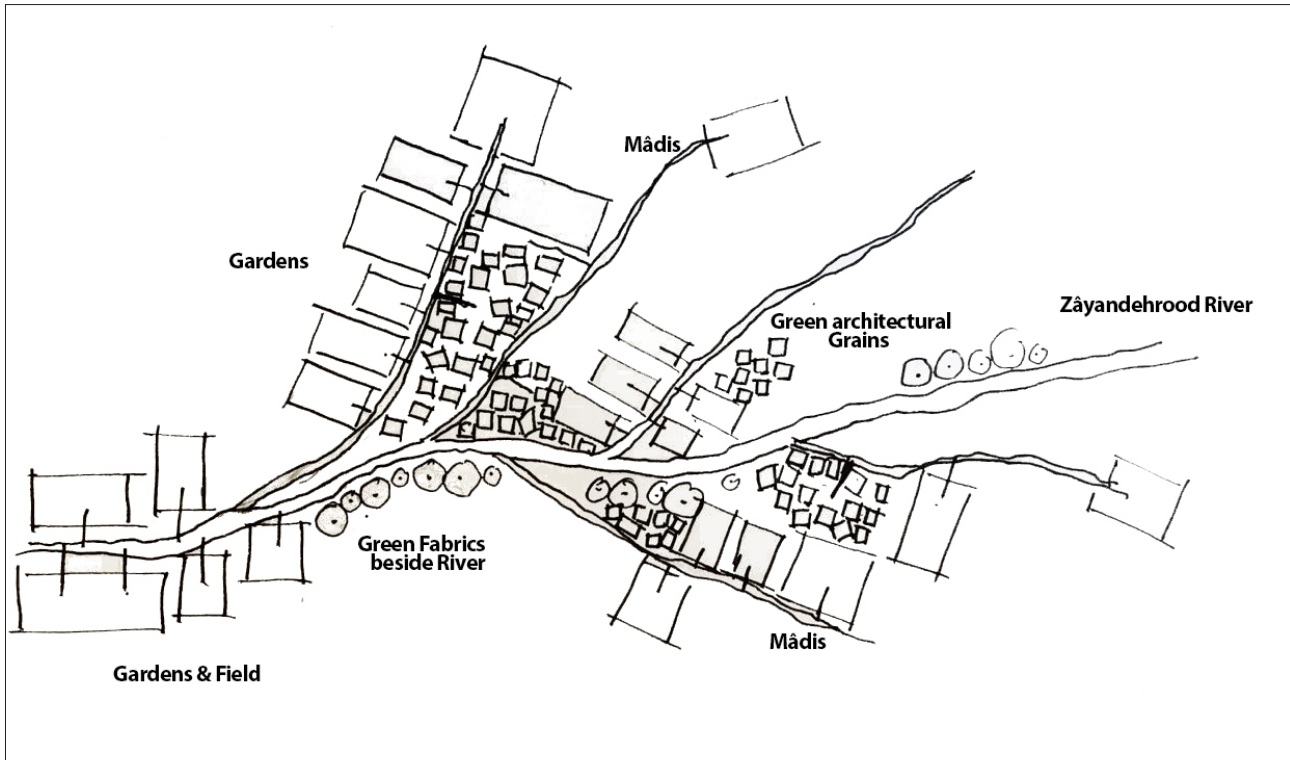 Mâdis
Gardens
Zâyandehrood River
Green architectural
Grains
Green Fabrics
beside River
Mâdis
Gardens & Field